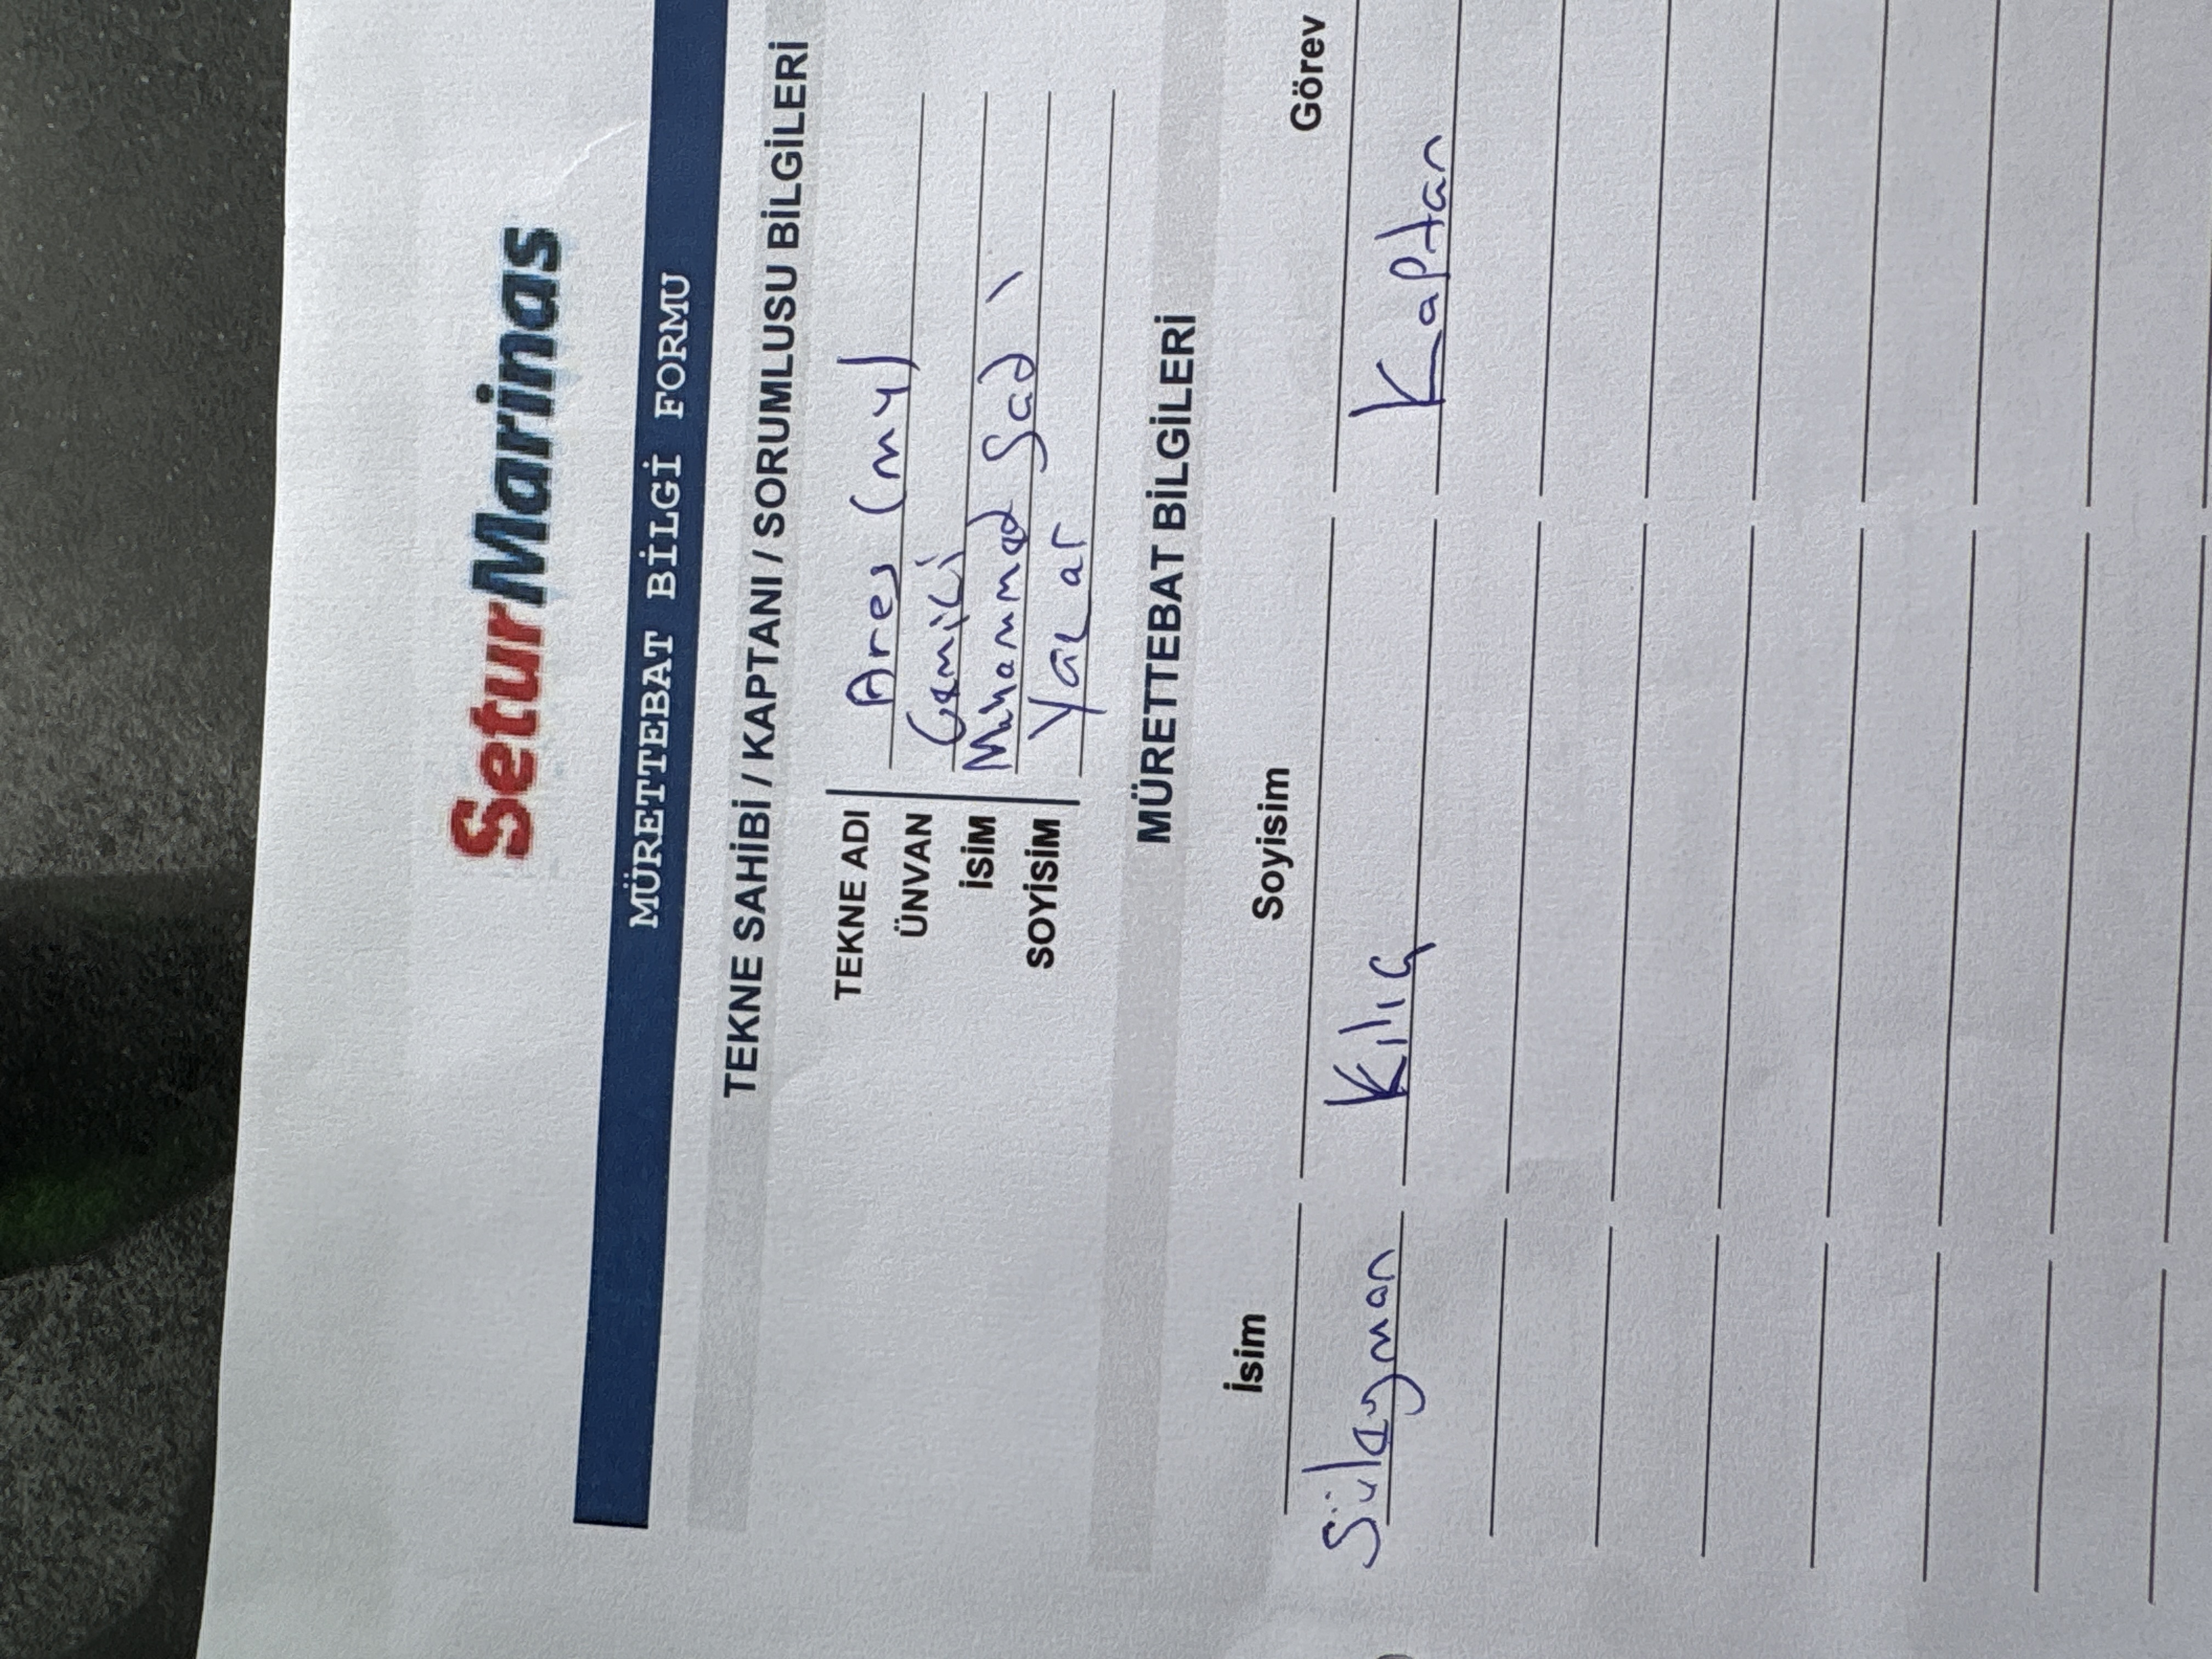 SeturMarinas
MÜRETTEBAT BİLGİ FORMU
TEKNE SAHİBİ / KAPTANI / SORUMLUSU BİLGİLERİ
TEKNE ADI Ares (my)
ÜNVAN Gemici
İSİM Muhammed Sad ı
SOYİSİM Yazar
MÜRETTEBAT BİLGİLERİ
İsim Soyisim Görev
Süleyman Kılıç Kaptan